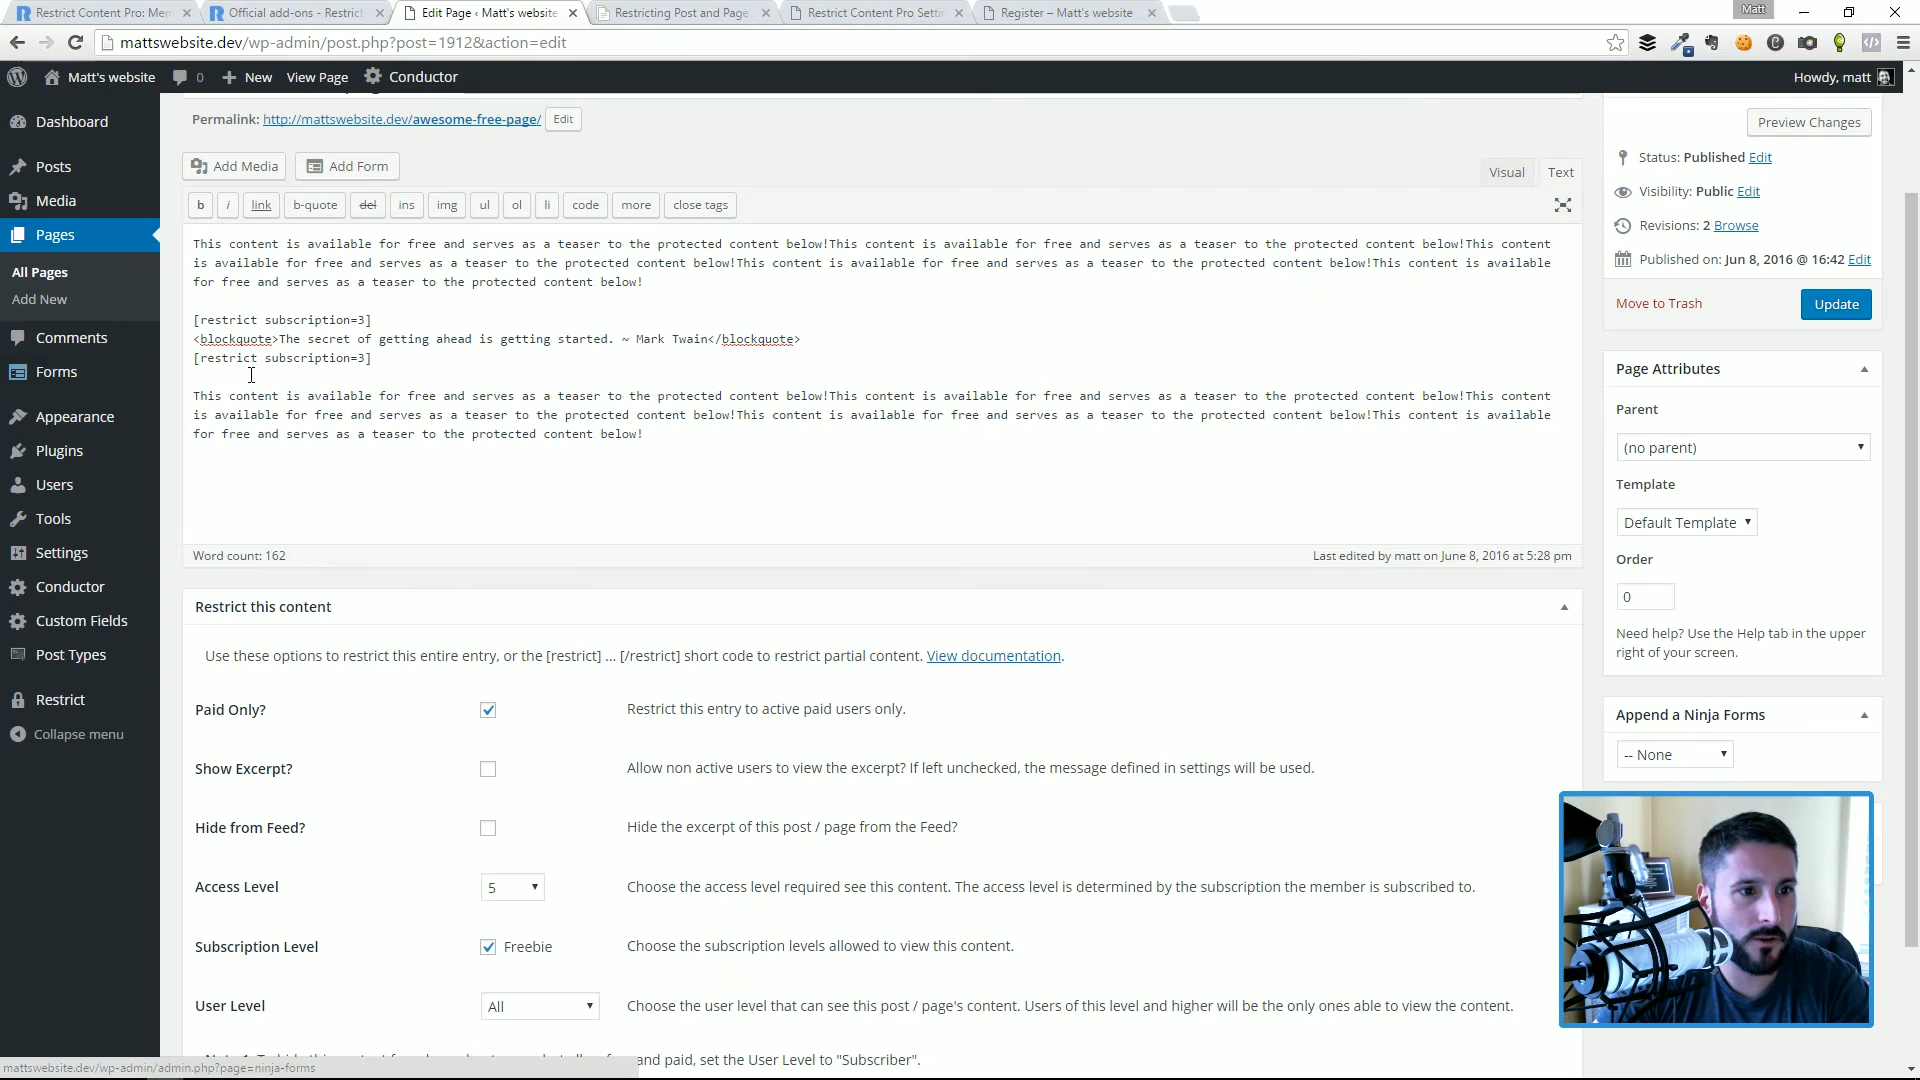 Restrict Content Pro: Mem
Official add-ons - Restrict
Edit Page ‹ Matt's website
Restricting Post and Page
Restrict Content Pro Setti
Register – Matt's website
Matt
mattswebsite.dev/wp-admin/post.php?post=1912&action=edit
Matt's website
0
New
View Page
Conductor
Howdy, matt
Dashboard
Posts
Media
Pages
All Pages
Add New
Comments
Forms
Appearance
Plugins
Users
Tools
Settings
Conductor
Custom Fields
Post Types
Restrict
Collapse menu
Permalink: http://mattswebsite.dev/awesome-free-page/ Edit
Add Media
Add Form
Visual
Text
b i link b-quote del ins img ul ol li code more close tags
This content is available for free and serves as a teaser to the protected content below!This content is available for free and serves as a teaser to the protected content below!This content
is available for free and serves as a teaser to the protected content below!This content is available for free and serves as a teaser to the protected content below!This content is available
for free and serves as a teaser to the protected content below!
[restrict subscription=3]
<blockquote>The secret of getting ahead is getting started. ~ Mark Twain</blockquote>
[restrict subscription=3]
This content is available for free and serves as a teaser to the protected content below!This content is available for free and serves as a teaser to the protected content below!This content
is available for free and serves as a teaser to the protected content below!This content is available for free and serves as a teaser to the protected content below!This content is available
for free and serves as a teaser to the protected content below!
Word count: 162
Last edited by matt on June 8, 2016 at 5:28 pm
Restrict this content
Use these options to restrict this entire entry, or the [restrict] ... [/restrict] short code to restrict partial content. View documentation.
Paid Only?
Restrict this entry to active paid users only.
Show Excerpt?
Allow non active users to view the excerpt? If left unchecked, the message defined in settings will be used.
Hide from Feed?
Hide the excerpt of this post / page from the Feed?
Access Level
5
Choose the access level required see this content. The access level is determined by the subscription the member is subscribed to.
Subscription Level
Freebie
Choose the subscription levels allowed to view this content.
User Level
All
Choose the user level that can see this post / page's content. Users of this level and higher will be the only ones able to view the content.
and paid, set the User Level to "Subscriber".
Preview Changes
Status: Published Edit
Visibility: Public Edit
Revisions: 2 Browse
Published on: Jun 8, 2016 @ 16:42 Edit
Move to Trash
Update
Page Attributes
Parent
(no parent)
Template
Default Template
Order
0
Need help? Use the Help tab in the upper
right of your screen.
Append a Ninja Forms
-- None
mattswebsite.dev/wp-admin/admin.php?page=ninja-forms